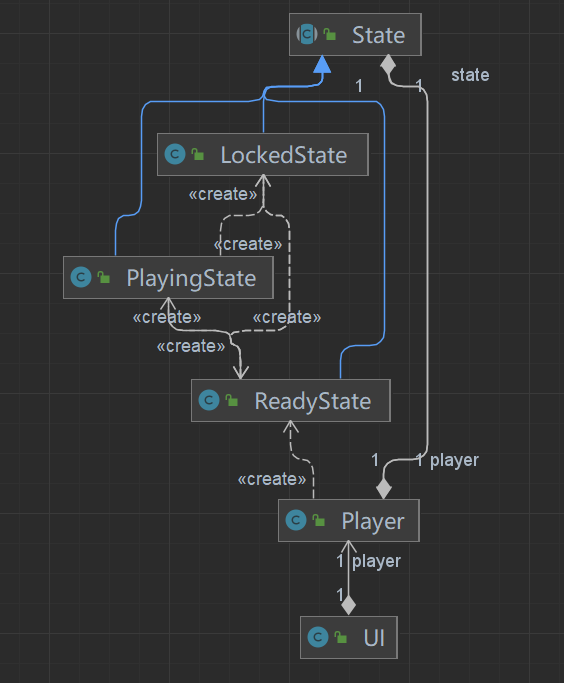 C State
1 1 state
C LockedState
«create»
«create»
C PlayingState
«create» «create»
«create»
C ReadyState
1 1 player
«create»
C Player
1 player
1
C UI